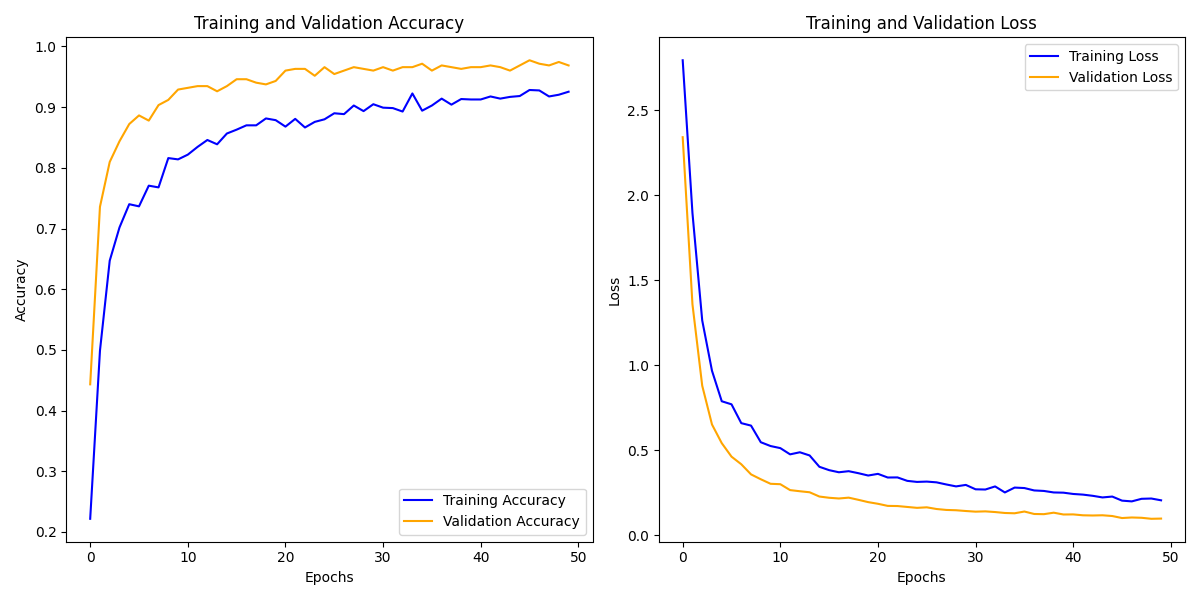 Training and Validation Accuracy
1.0
0.9
0.8
0.7
0.6
0.5
0.4
0.3
0.2
Accuracy
0 10 20 30 40 50
Epochs
Training Accuracy
Validation Accuracy
Training and Validation Loss
2.5
2.0
1.5
1.0
0.5
0.0
Loss
0 10 20 30 40 50
Epochs
Training Loss
Validation Loss